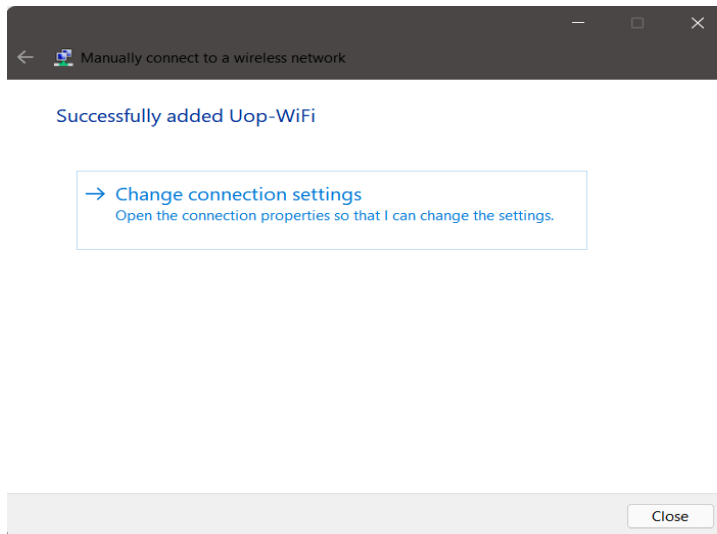 Manually connect to a wireless network
Successfully added Uop-WiFi
Change connection settings
Open the connection properties so that I can change the settings.
Close